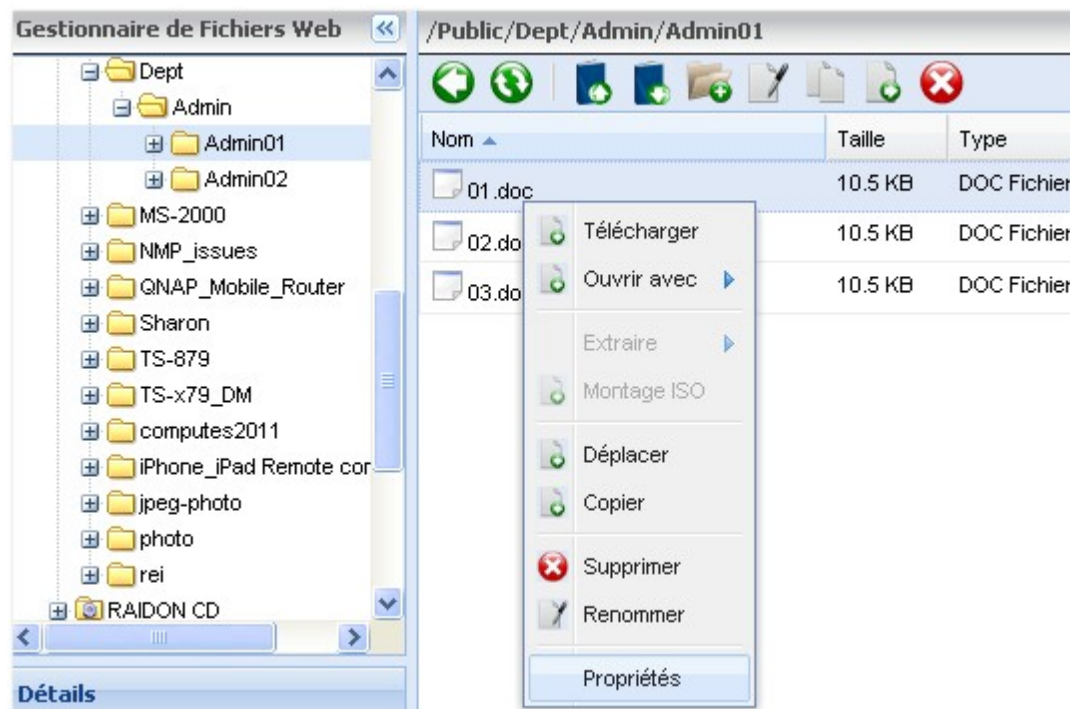 Gestionnaire de Fichiers Web
Dept
Admin
Admin01
Admin02
MS-2000
NMP_issues
QNAP_Mobile_Router
Sharon
TS-879
TS-x79_DM
computes2011
iPhone_iPad Remote cor
jpeg-photo
photo
rei
RAIDON CD
Détails
/Public/Dept/Admin/Admin01
Nom Taille Type
01.doc 10.5 KB DOC Fichier
02.do 10.5 KB DOC Fichier
03.do 10.5 KB DOC Fichier
Télécharger
Ouvrir avec
Extraire
Montage ISO
Déplacer
Copier
Supprimer
Renommer
Propriétés